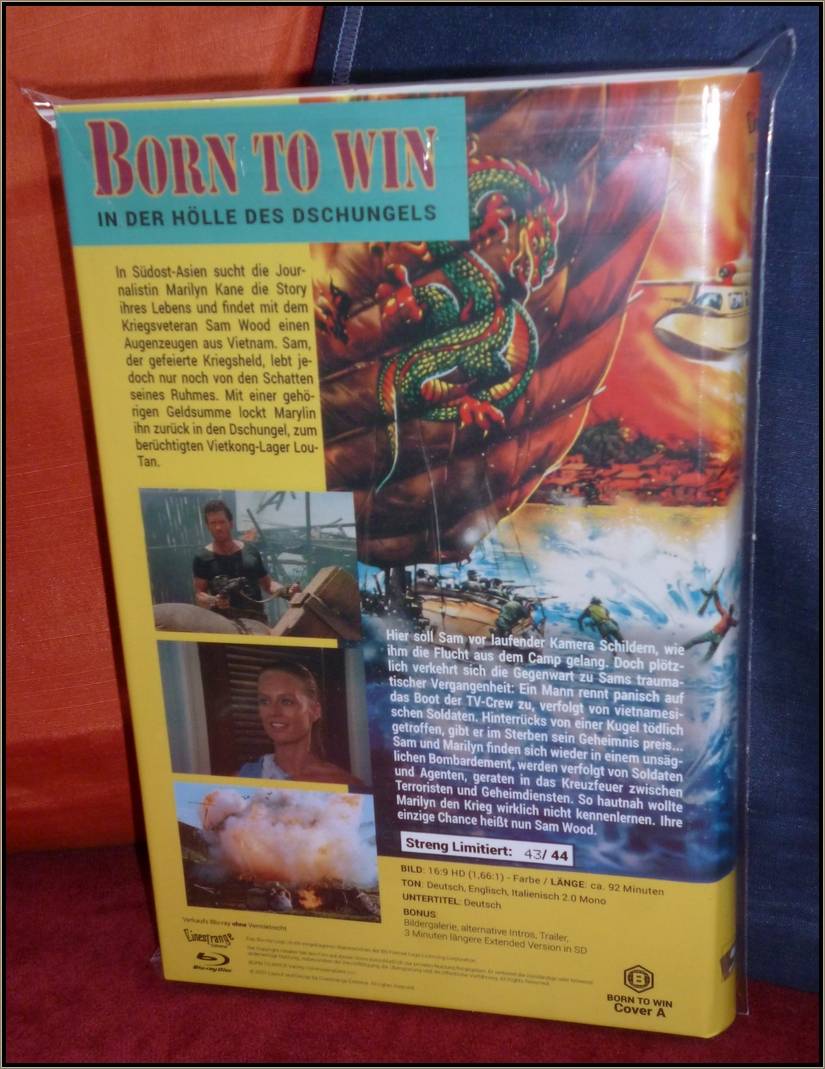 BORN TO WIN
IN DER HÖLLE DES DSCHUNGELS
In Südost-Asien sucht die Jour-
nalistin Marilyn Kane die Story
ihres Lebens und findet mit dem
Kriegsveteran Sam Wood einen
Augenzeugen aus Vietnam. Sam,
der gefeierte Kriegsheld, lebt je-
doch nur noch von den Schatten
seines Ruhmes. Mit einer gehö-
rigen Geldsumme lockt Marylin
ihn zurück in den Dschungel, zum
berüchtigten Vietkong-Lager Lou-
Tan.
Hier soll Sam vor laufender Kamera Schildern, wie
ihm die Flucht aus dem Camp gelang. Doch plötz-
lich verkehrt sich die Gegenwart zu Sams trauma-
tischer Vergangenheit: Ein Mann rennt panisch auf
das Boot der TV-Crew zu, verfolgt von vietnamesi-
schen Soldaten. Hinterrücks von einer Kugel tödlich
getroffen, gibt er im Sterben sein Geheimnis preis...
Sam und Marilyn finden sich wieder in einem unsäg-
lichen Bombardement, werden verfolgt von Soldaten
und Agenten, geraten in das Kreuzfeuer zwischen
Terroristen und Geheimdiensten. So hautnah wollte
Marilyn den Krieg wirklich nicht kennenlernen. Ihre
einzige Chance heißt nun Sam Wood.
Streng Limitiert: 43/ 44
BILD: 16:9 HD (1,66:1) - Farbe / LÄNGE: ca. 92 Minuten
TON: Deutsch, Englisch, Italienisch 2.0 Mono
UNTERTITEL: Deutsch
BONUS:
Bildergalerie, alternative Intros, Trailer,
3 Minuten längere Extended Version in SD
Verkaufs Blu-ray ohne Vermietrecht
Cinestrange
Blu-ray Disc
BORN TO WIN
Cover A